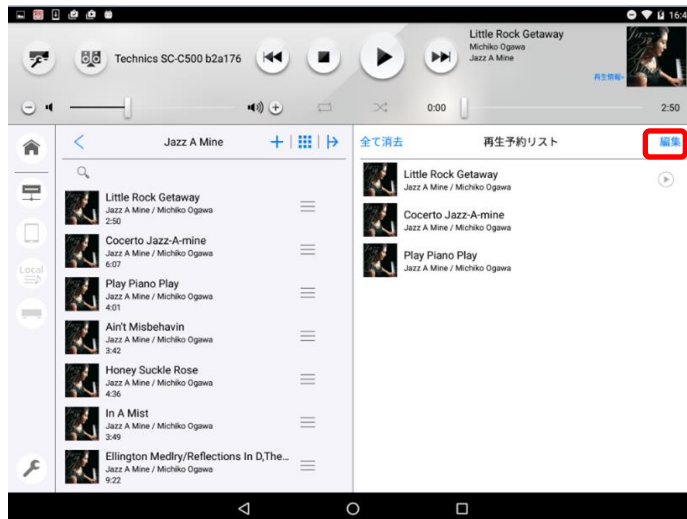 16:4
Technics SC-C500 b2a176
Little Rock Getaway
Michiko Ogawa
Jazz A Mine
再生情報
0:00
2:50
Jazz A Mine
全て消去
再生予約リスト
編集
Little Rock Getaway
Jazz A Mine / Michiko Ogawa
2:50
Cocerto Jazz-A-mine
Jazz A Mine / Michiko Ogawa
6:07
Play Piano Play
Jazz A Mine / Michiko Ogawa
4:01
Ain't Misbehavin
Jazz A Mine / Michiko Ogawa
3:42
Honey Suckle Rose
Jazz A Mine / Michiko Ogawa
4:36
In A Mist
Jazz A Mine / Michiko Ogawa
3:49
Ellington Medlry/Reflections In D,The...
Jazz A Mine / Michiko Ogawa
9:22
Little Rock Getaway
Jazz A Mine / Michiko Ogawa
Cocerto Jazz-A-mine
Jazz A Mine / Michiko Ogawa
Play Piano Play
Jazz A Mine / Michiko Ogawa
Local